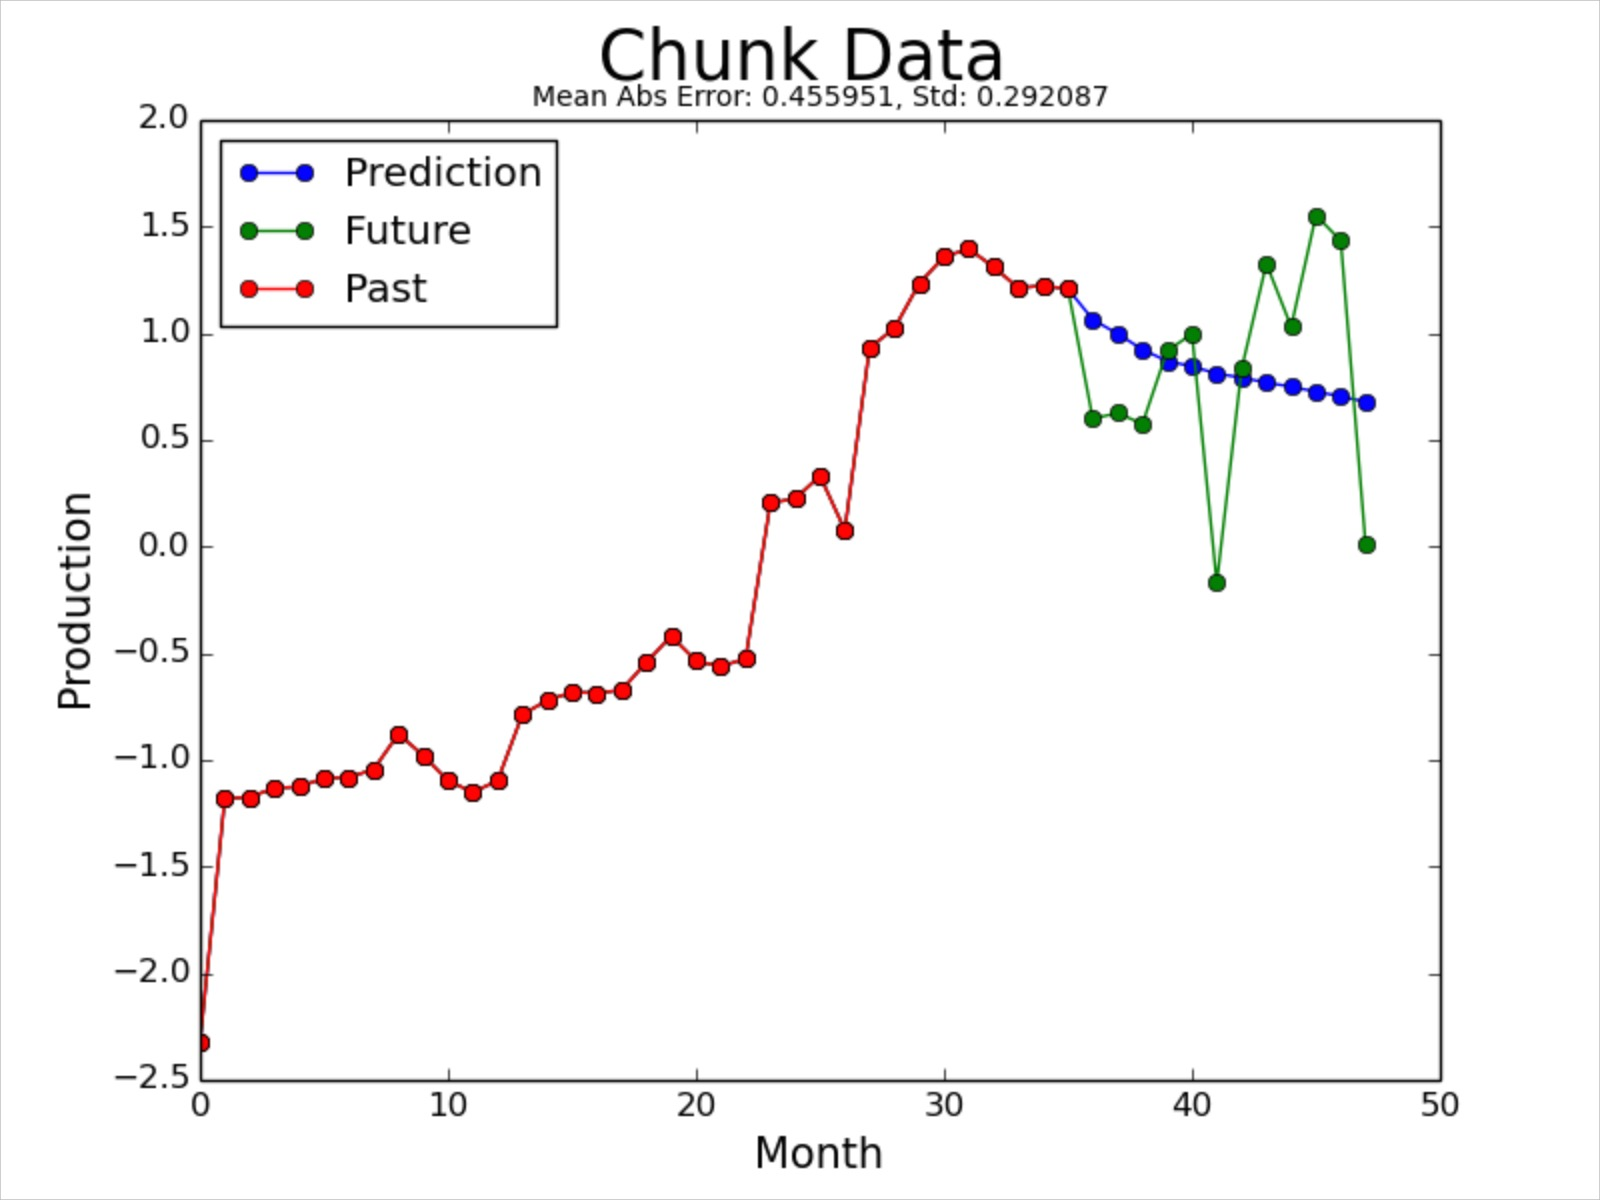 Chunk Data
Mean Abs Error: 0.455951, Std: 0.292087
2.0
1.5
1.0
0.5
0.0
−0.5
−1.0
−1.5
−2.0
−2.5
Prediction
Future
Past
Production
0 10 20 30 40 50
Month